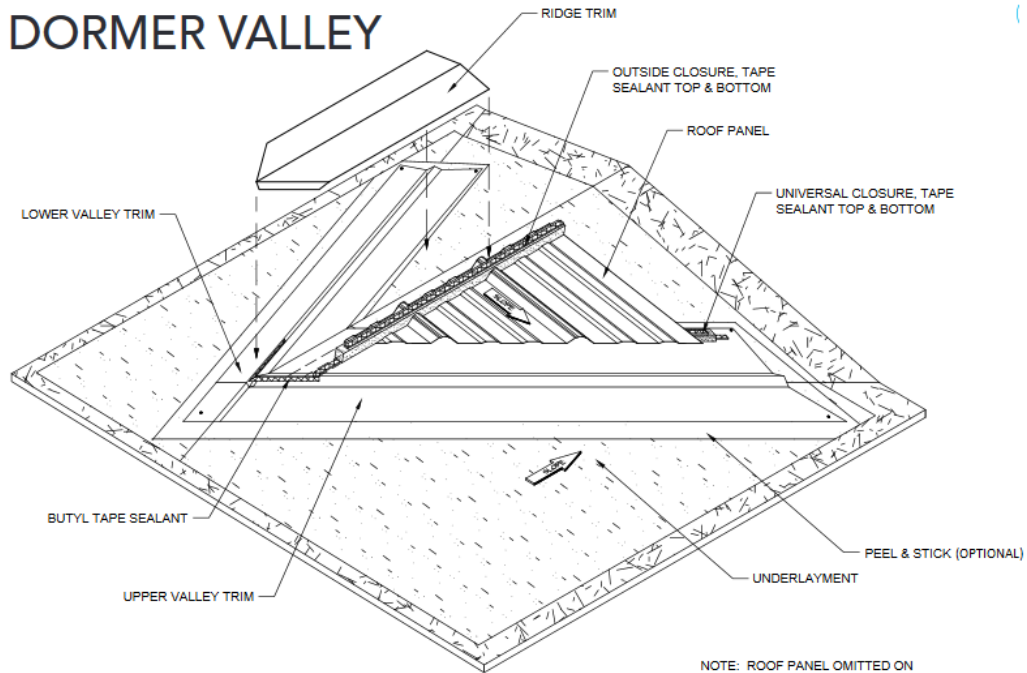 DORMER VALLEY
RIDGE TRIM
OUTSIDE CLOSURE, TAPE
SEALANT TOP & BOTTOM
ROOF PANEL
UNIVERSAL CLOSURE, TAPE
SEALANT TOP & BOTTOM
LOWER VALLEY TRIM
SLOPE
SLOPE
BUTYL TAPE SEALANT
PEEL & STICK (OPTIONAL)
UNDERLAYMENT
UPPER VALLEY TRIM
NOTE: ROOF PANEL OMITTED ON